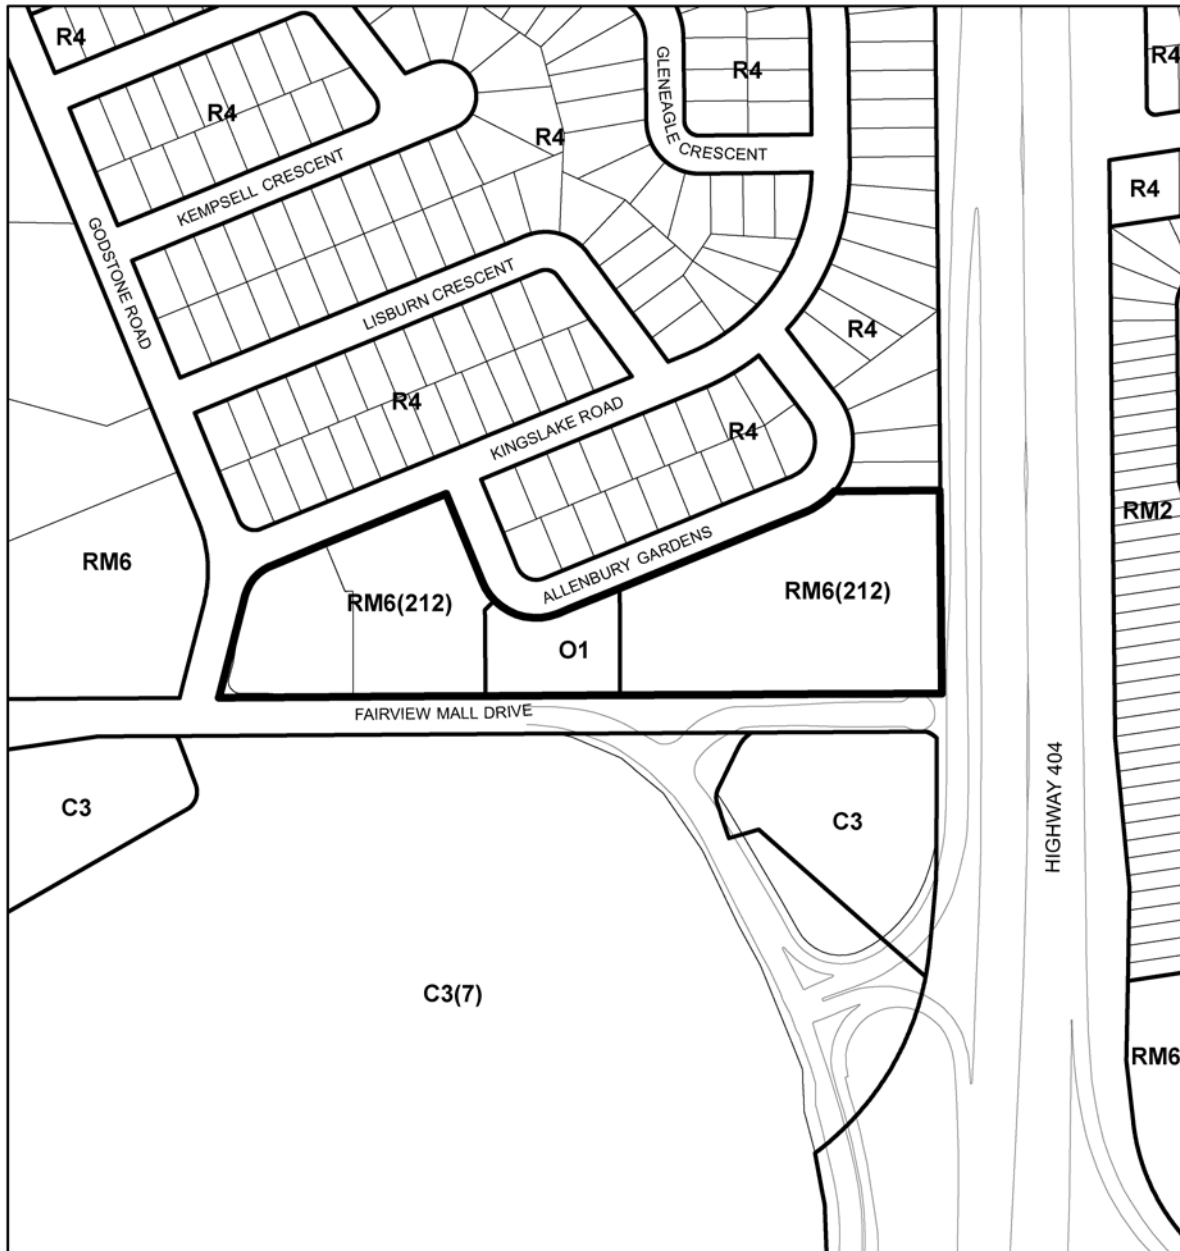 R4
R4
R4
R4
GLENEAGLE
CRESCENT
R4
KEMPSELL CRESCENT
R4
GODSTONE ROAD
LISBURN CRESCENT
R4
R4
KINGSLAKE ROAD
R4
RM2
ALLENBURY GARDENS
RM6
RM6(212)
RM6(212)
O1
FAIRVIEW MALL DRIVE
HIGHWAY 404
C3
C3
C3(7)
RM6